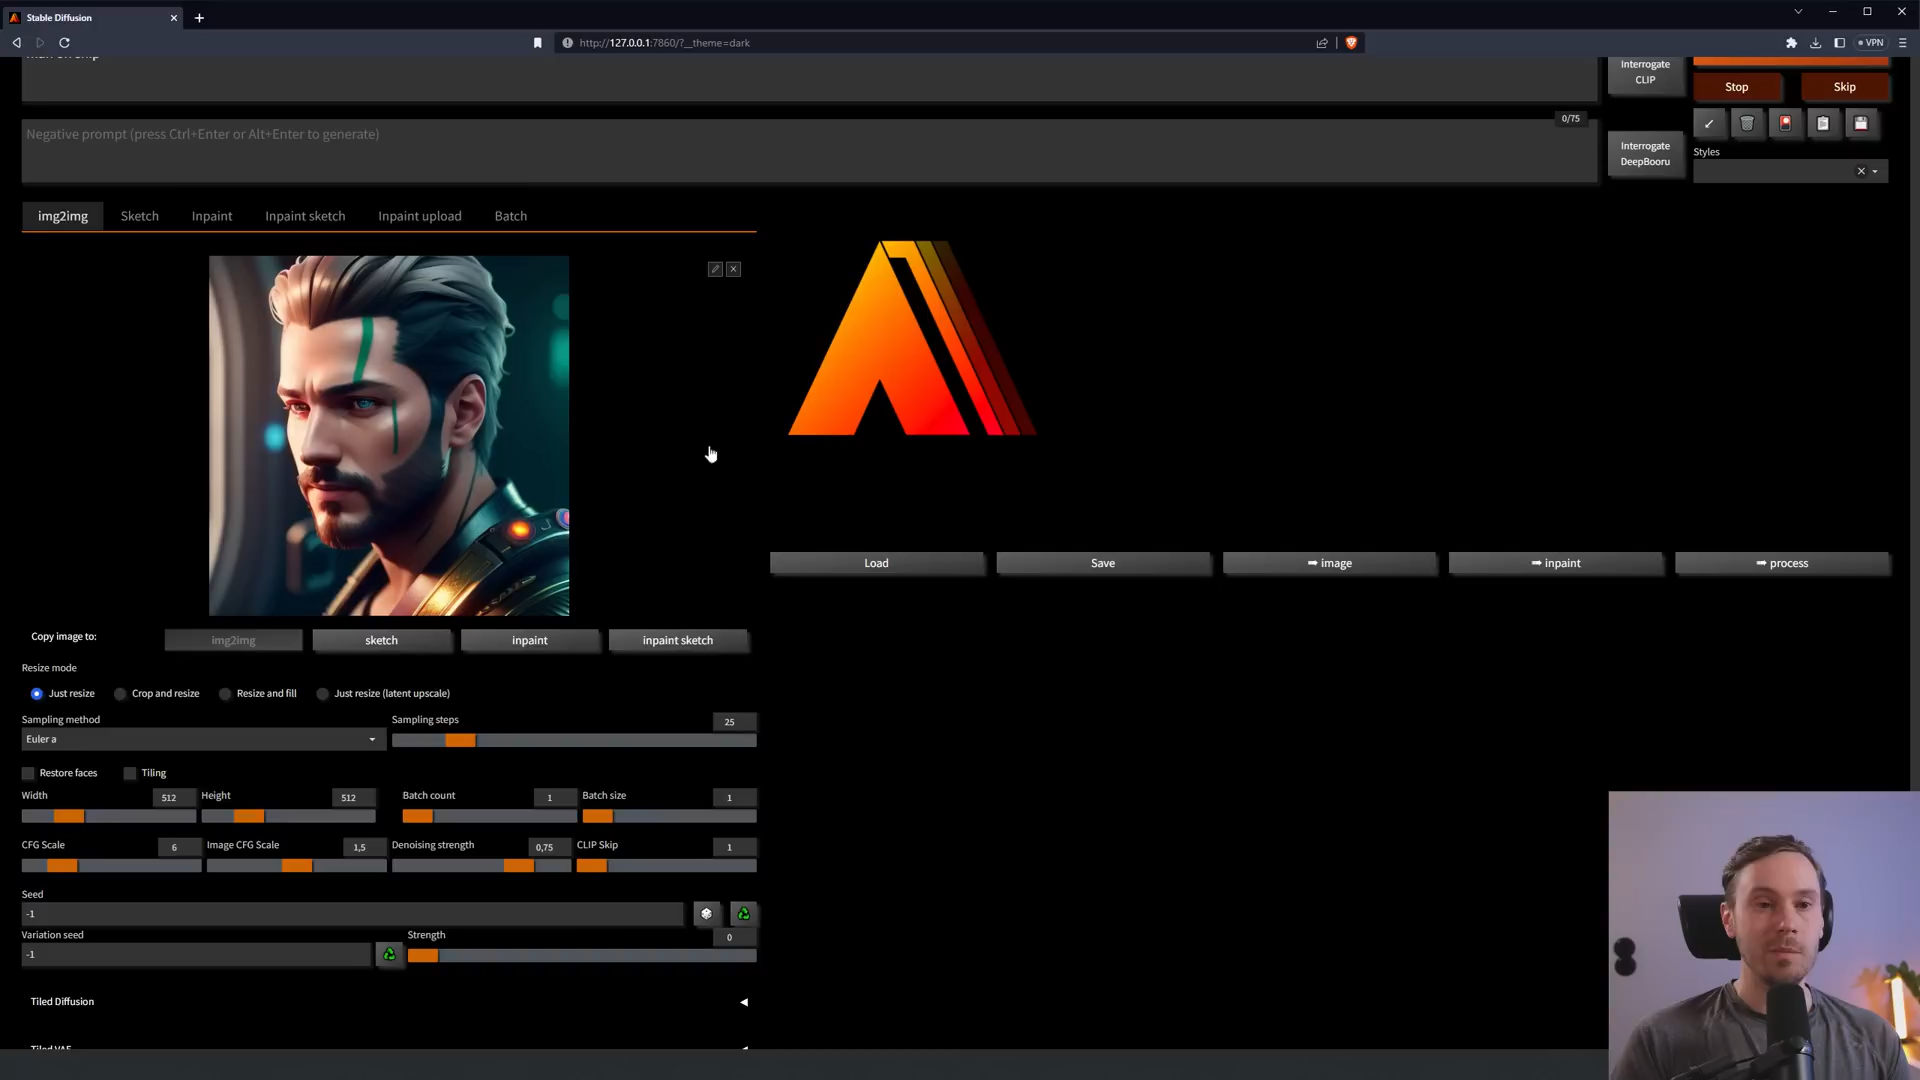 Stable Diffusion
http://127.0.0.1:7860/?__theme=dark
VPN
Interrogate
CLIP
Stop
Skip
Negative prompt (press Ctrl+Enter or Alt+Enter to generate)
0/75
Interrogate
DeepBooru
Styles
img2img
Sketch
Inpaint
Inpaint sketch
Inpaint upload
Batch
Load
Save
➡ image
➡ inpaint
➡ process
Copy image to:
img2img
sketch
inpaint
inpaint sketch
Resize mode
Just resize
Crop and resize
Resize and fill
Just resize (latent upscale)
Sampling method
Sampling steps
25
Euler a
Restore faces
Tiling
Width
512
Height
512
Batch count
1
Batch size
1
CFG Scale
6
Image CFG Scale
1,5
Denoising strength
0,75
CLIP Skip
1
Seed
-1
Variation seed
Strength
0
-1
Tiled Diffusion
Tiled VAE